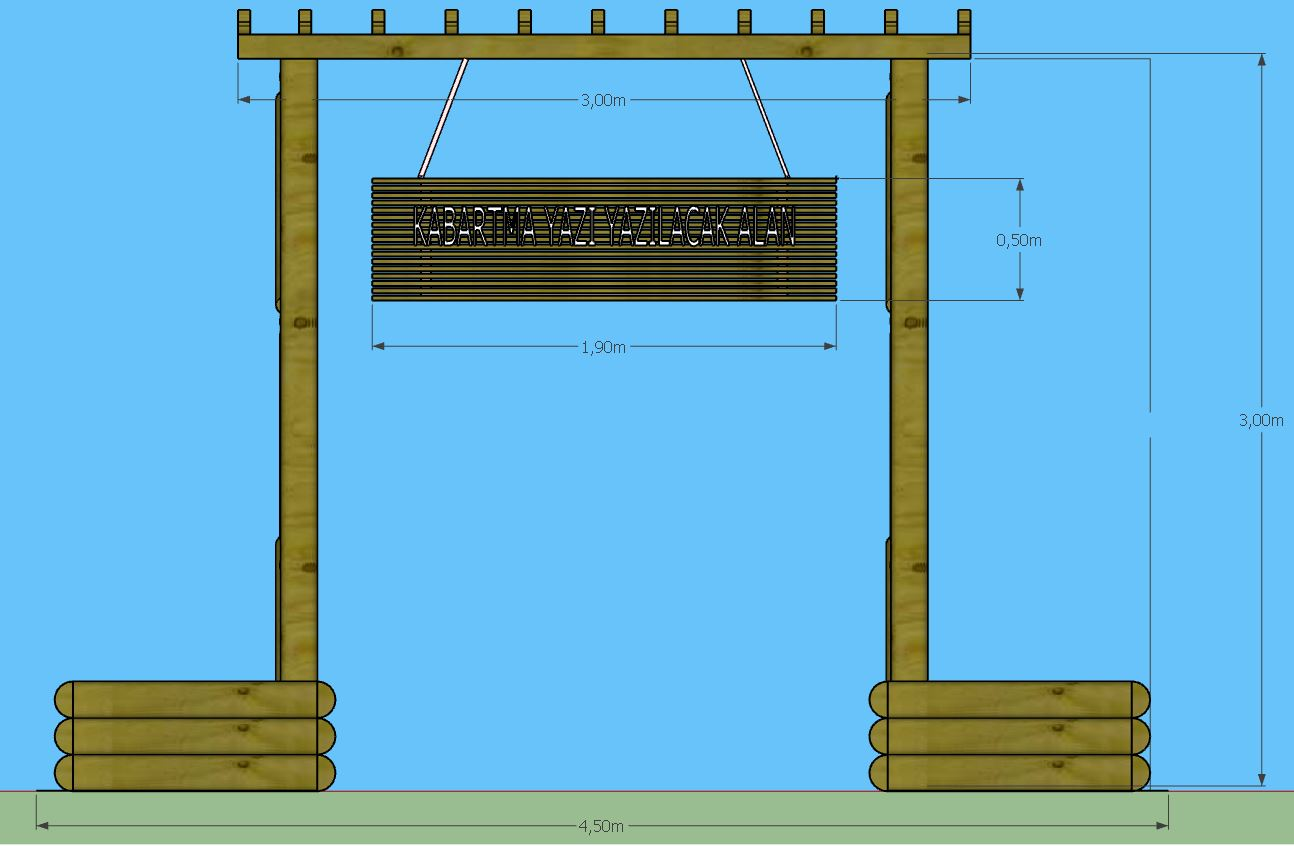 3,00m
KABARTMA YAZI YAZILACAK ALAN
0,50m
1,90m
3,00m
4,50m